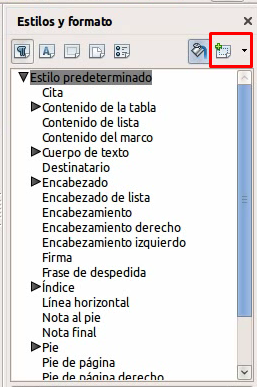 Estilos y formato
Estilo predeterminado
Cita
Contenido de la tabla
Contenido de lista
Contenido del marco
Cuerpo de texto
Destinatario
Encabezado
Encabezado de lista
Encabezamiento
Encabezamiento derecho
Encabezamiento izquierdo
Firma
Frase de despedida
Índice
Línea horizontal
Nota al pie
Nota final
Pie
Pie de página
Pie de página derecho